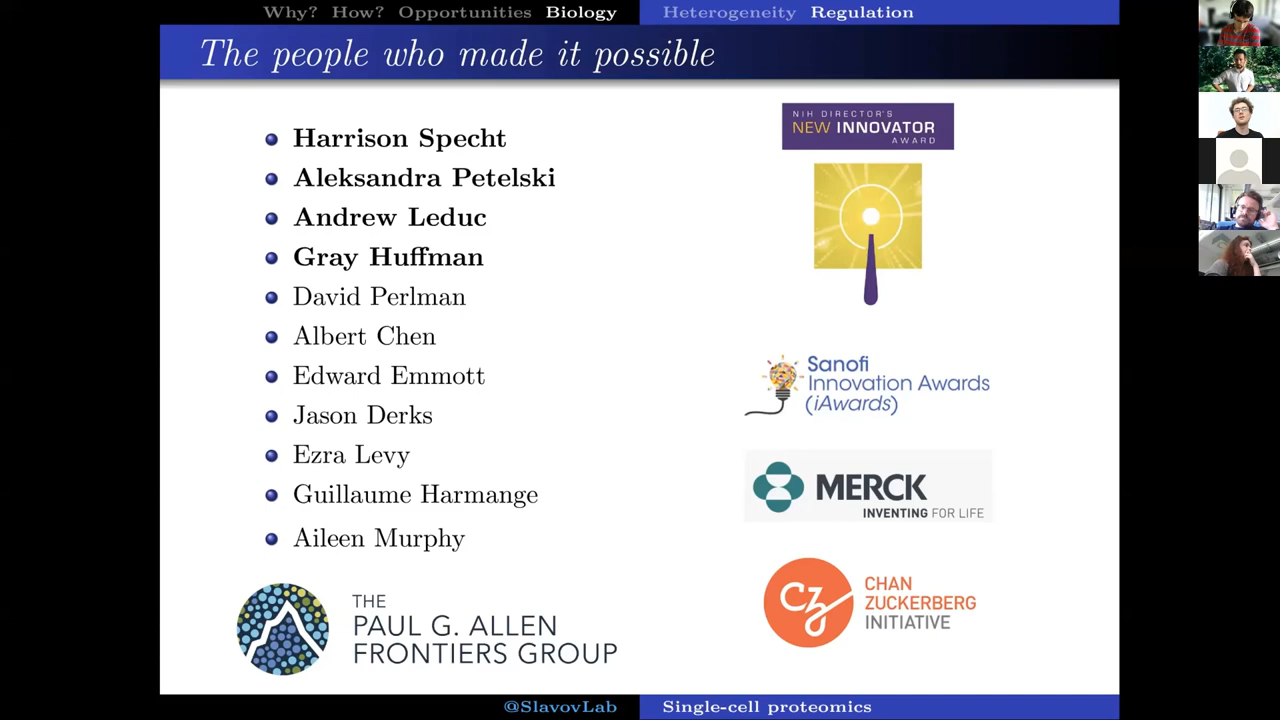 Why? How? Opportunities Biology Heterogeneity Regulation
The people who made it possible
Harrison Specht
Aleksandra Petelski
Andrew Leduc
Gray Huffman
David Perlman
Albert Chen
Edward Emmott
Jason Derks
Ezra Levy
Guillaume Harmange
Aileen Murphy
THE
PAUL G. ALLEN
FRONTIERS GROUP
NIH DIRECTOR'S
NEW INNOVATOR
AWARD
Sanofi
Innovation Awards
(iAwards)
MERCK
INVENTING FOR LIFE
CZ
CHAN
ZUCKERBERG
INITIATIVE
@SlavovLab Single-cell proteomics